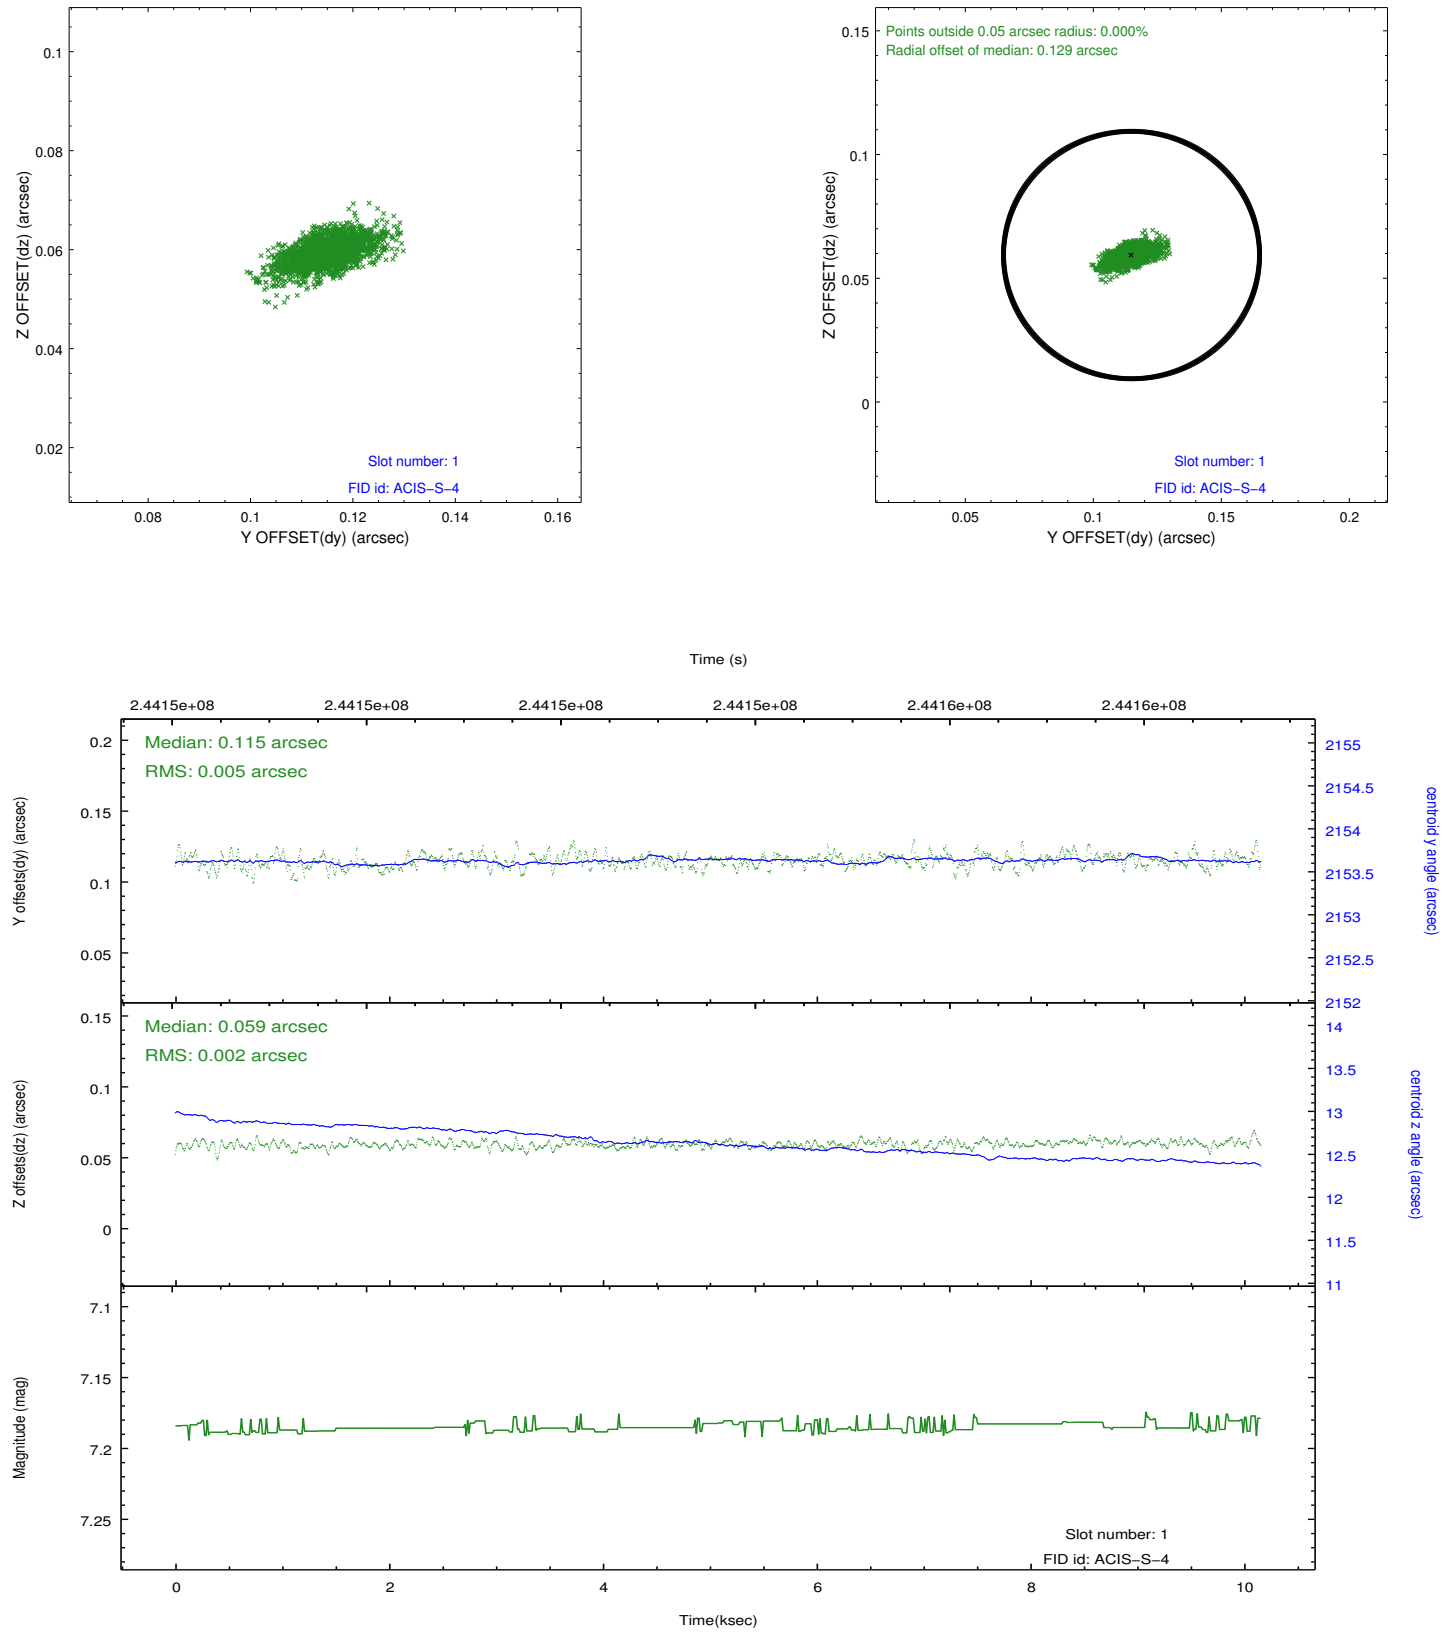 0.1
0.08
0.06
0.04
0.02
Z OFFSET(dz) (arcsec)
Slot number: 1
FID id: ACIS-S-4
0.08 0.1 0.12 0.14 0.16
Y OFFSET(dy) (arcsec)
Points outside 0.05 arcsec radius: 0.000%
Radial offset of median: 0.129 arcsec
0.15
0.1
0.05
0
Z OFFSET(dz) (arcsec)
Slot number: 1
FID id: ACIS-S-4
0.05 0.1 0.15 0.2
Y OFFSET(dy) (arcsec)
Time (s)
2.4415e+08 2.4415e+08 2.4415e+08 2.4415e+08 2.4416e+08 2.4416e+08
Median: 0.115 arcsec
RMS: 0.005 arcsec
0.2
0.15
0.1
0.05
Y offsets(dy) (arcsec)
2155
2154.5
2154
2153.5
2153
2152.5
2152
centroid y angle (arcsec)
Median: 0.059 arcsec
RMS: 0.002 arcsec
0.15
0.1
0.05
0
Z offsets(dz) (arcsec)
14
13.5
13
12.5
12
11.5
11
centroid z angle (arcsec)
7.1
7.15
7.2
7.25
Magnitude (mag)
Slot number: 1
FID id: ACIS-S-4
0 2 4 6 8 10
Time(ksec)